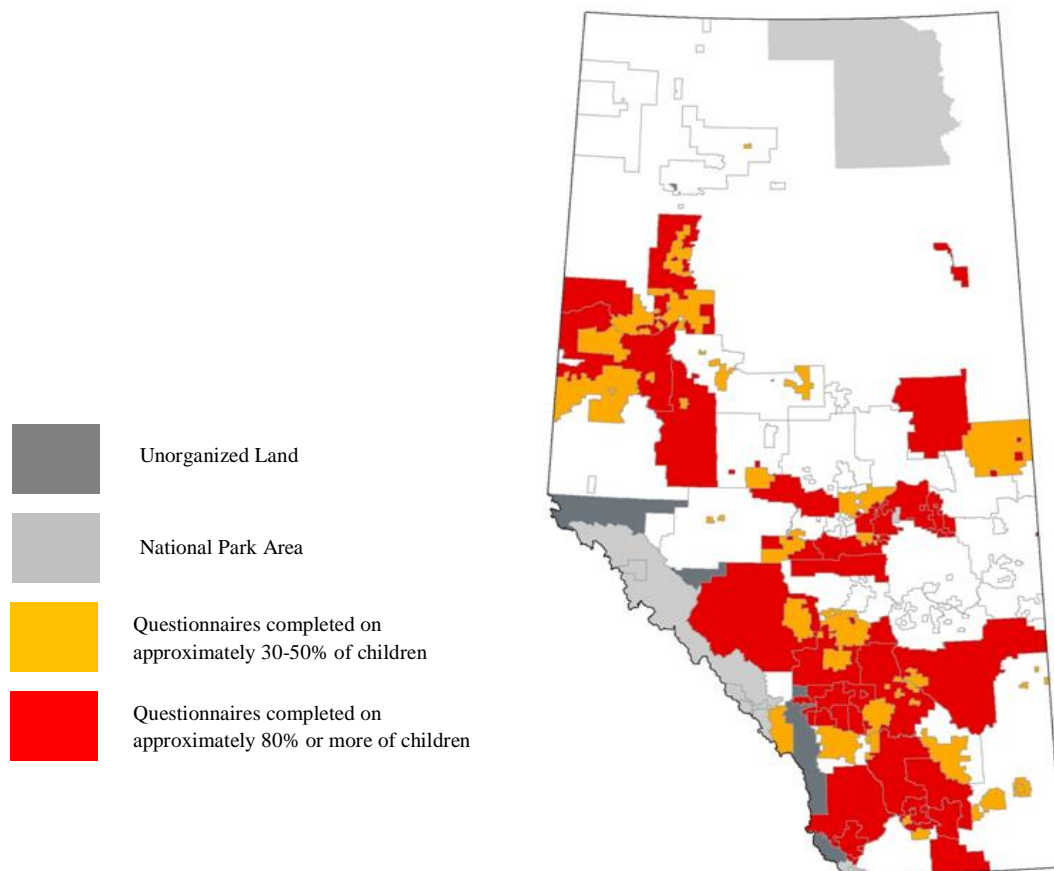 Unorganized Land
National Park Area
Questionnaires completed on
approximately 30-50% of children
Questionnaires completed on
approximately 80% or more of children